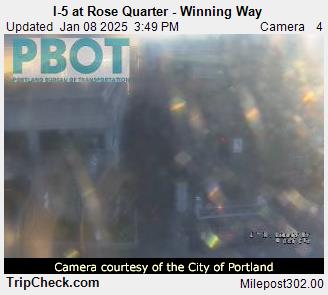 I-5 at Rose Quarter - Winning Way
Updated Jan 08 2025 3:49 PM Camera 4
PBOT
PORTLAND BUREAU OF TRANSPORTATION
Camera courtesy of the City of Portland
TripCheck.com Milepost302.00